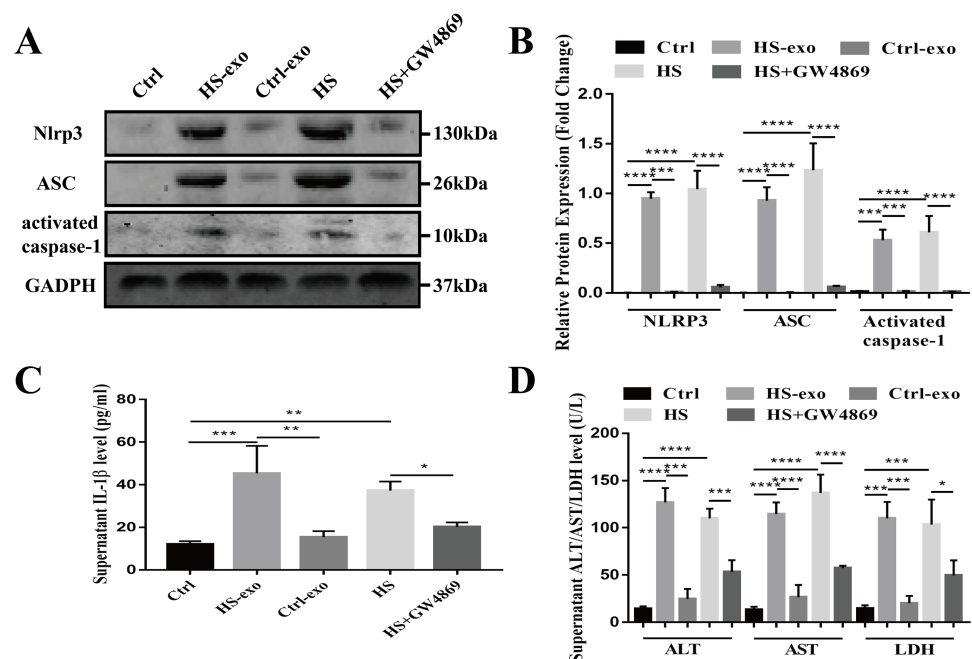 A
Ctrl
HS-exo
Ctrl-exo
HS
HS+GW4869
Nlrp3
130kDa
ASC
26kDa
activated
caspase-1
10kDa
GADPH
37kDa
B
Ctrl HS-exo Ctrl-exo
HS HS+GW4869
Relative Protein Expression (Fold Change)
2.0
1.5
1.0
0.5
0.0
**** *** **** ****
**** **** **** ****
*** *** **** ****
NLRP3 ASC Activated
caspase-1
C
Supernatant IL-1β level (pg/ml)
80
60
40
20
0
**
*** **
*
Ctrl
HS-exo
Ctrl-exo
HS
HS+GW4869
D
Ctrl HS-exo Ctrl-exo
HS HS+GW4869
Supernatant ALT/AST/LDH level (U/L)
150
100
50
0
**** *** **** ***
**** **** **** ****
*** *** *** *
ALT AST LDH